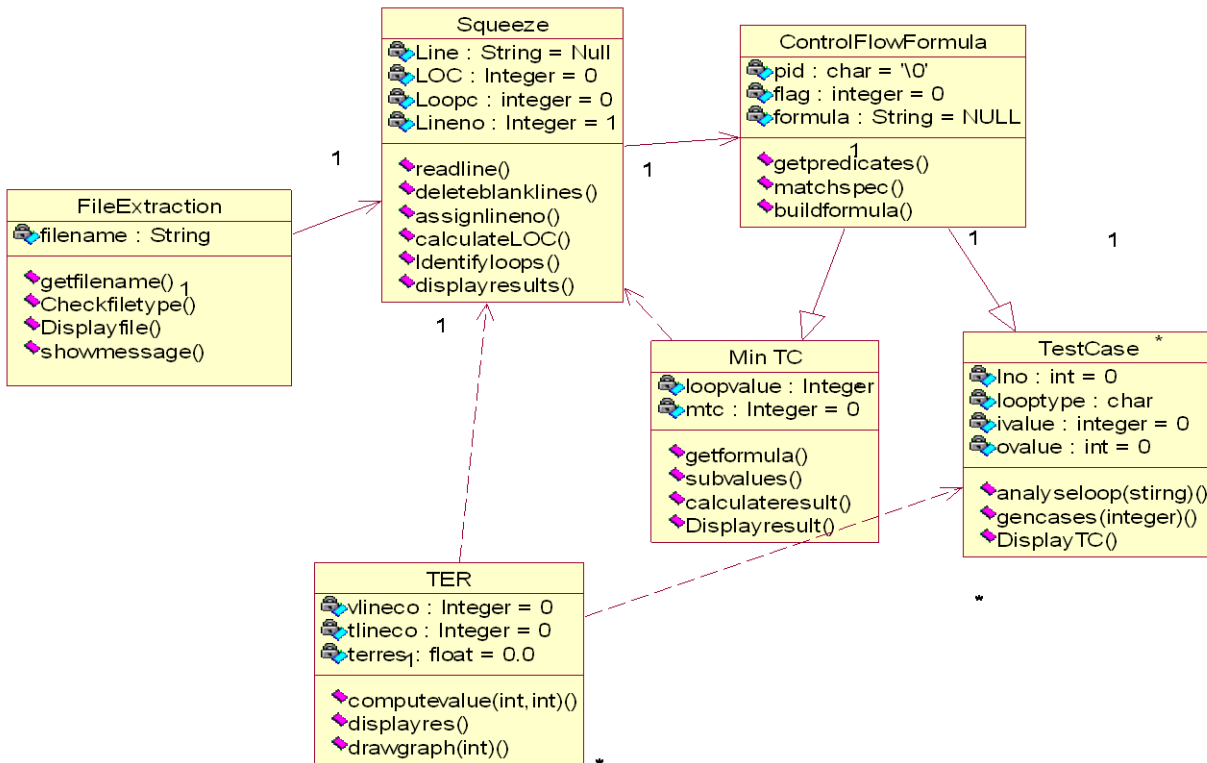 Squeeze
Line : String = Null
LOC : Integer = 0
Loopc : integer = 0
Lineno : Integer = 1
readline()
deleteblanklines()
assignlineno()
calculateLOC()
Identifyloops()
displayresults()
ControlFlowFormula
pid : char = '\0'
flag : integer = 0
formula : String = NULL
1
getpredicates()
matchspec()
buildformula()
1
1
FileExtraction
filename : String
getfilename()
1
Checkfiletype()
Displayfile()
showmessage()
1
1
1
Min TC
loopvalue : Integer
*
mtc : Integer = 0
getformula()
subvalues()
calculateresult()
Displayresult()
TestCase
*
lno : int = 0
looptype : char
ivalue : integer = 0
ovalue : int = 0
analyseloop(stirng)()
gencases(integer)()
DisplayTC()
*
TER
vlineco : Integer = 0
tlineco : Integer = 0
terres : float = 0.0
1
computevalue(int,int)()
displayres()
drawgraph(int)()
*